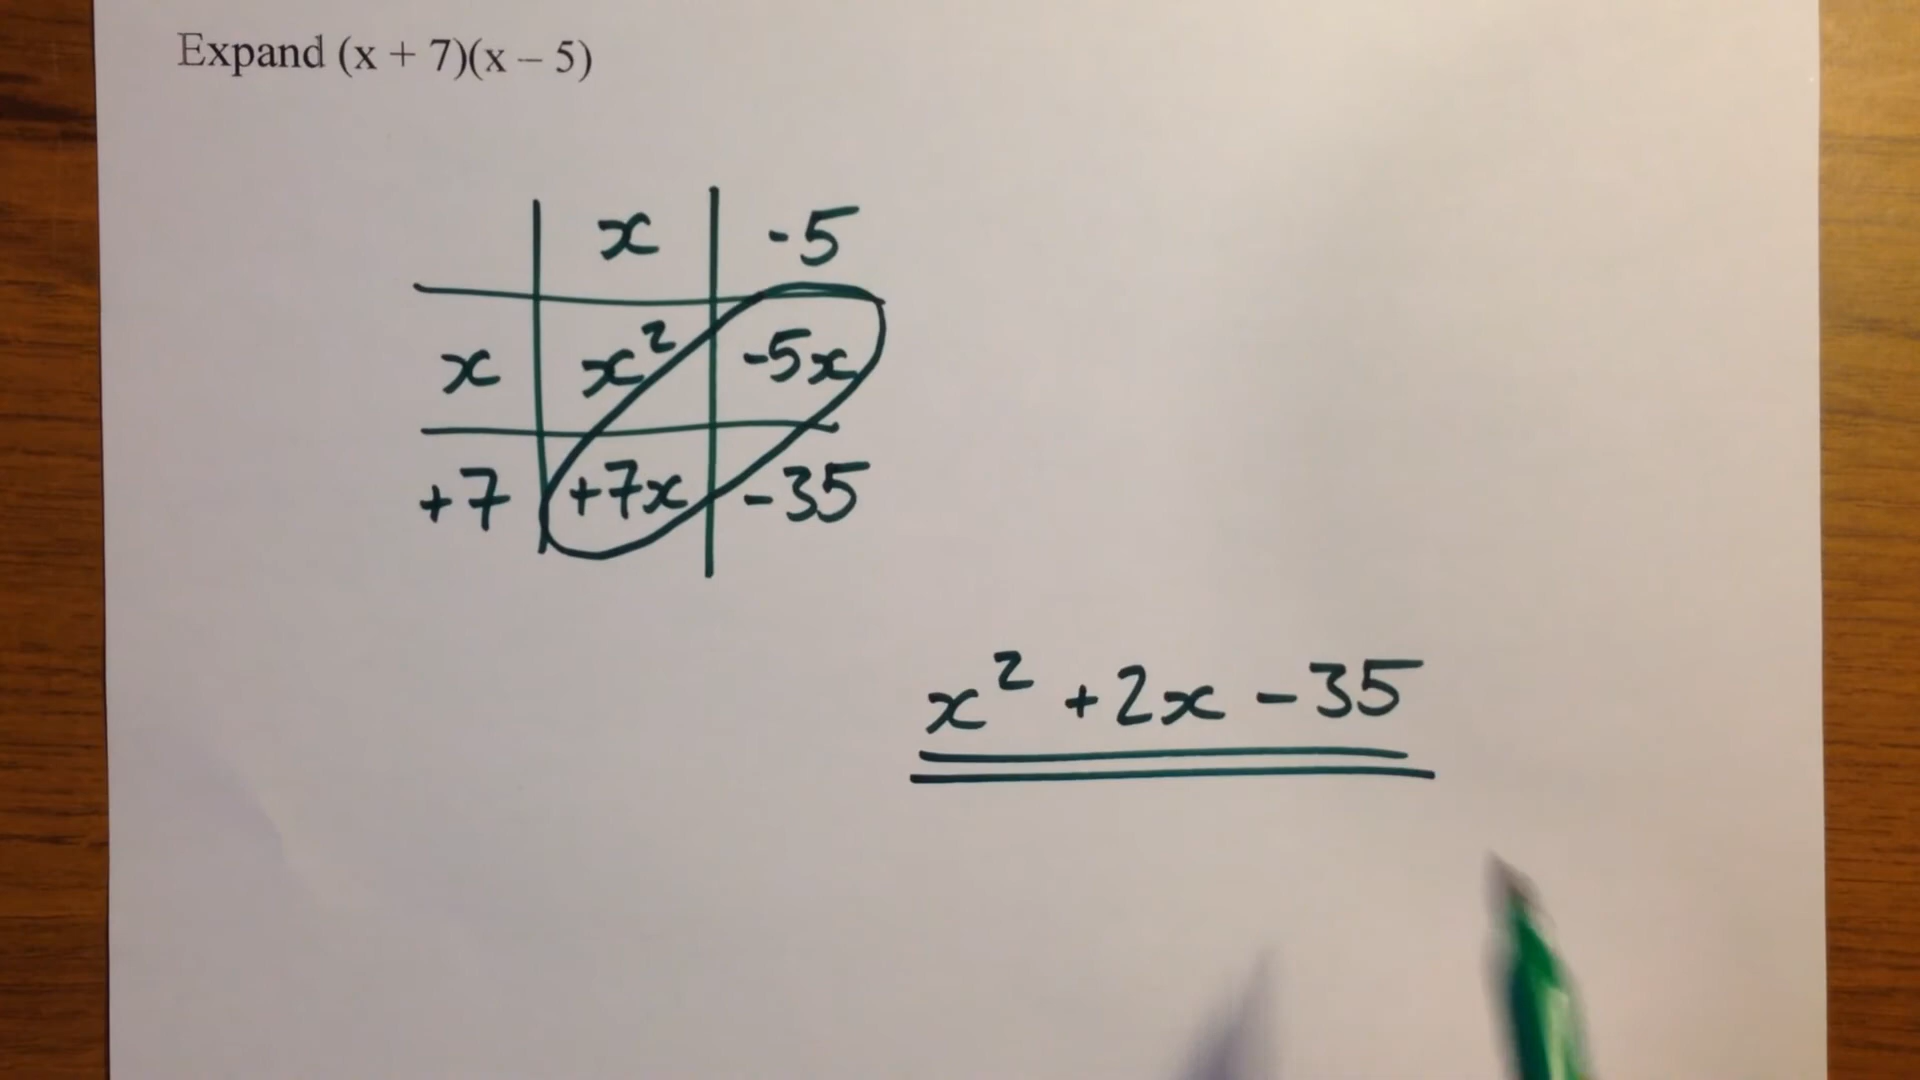 Expand (x + 7)(x – 5)
x -5
x x² -5x
+7 +7x -35
x² +2x -35